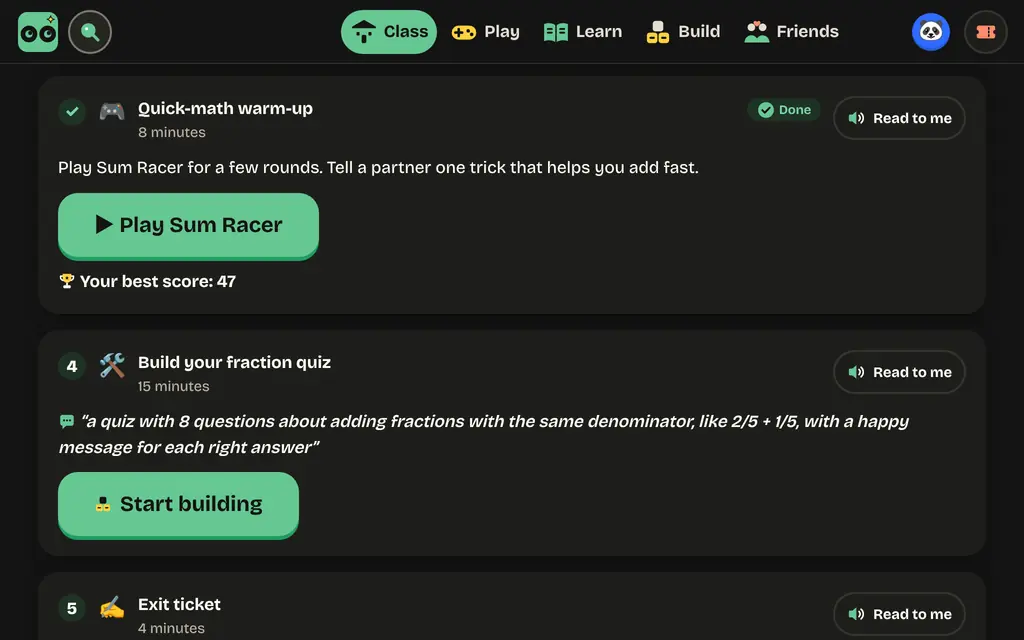 Class
Play
Learn
Build
Friends
Quick-math warm-up
8 minutes
Done
Read to me
Play Sum Racer for a few rounds. Tell a partner one trick that helps you add fast.
Play Sum Racer
Your best score: 47
4
Build your fraction quiz
15 minutes
Read to me
“a quiz with 8 questions about adding fractions with the same denominator, like 2/5 + 1/5, with a happy
message for each right answer”
Start building
5
Exit ticket
4 minutes
Read to me